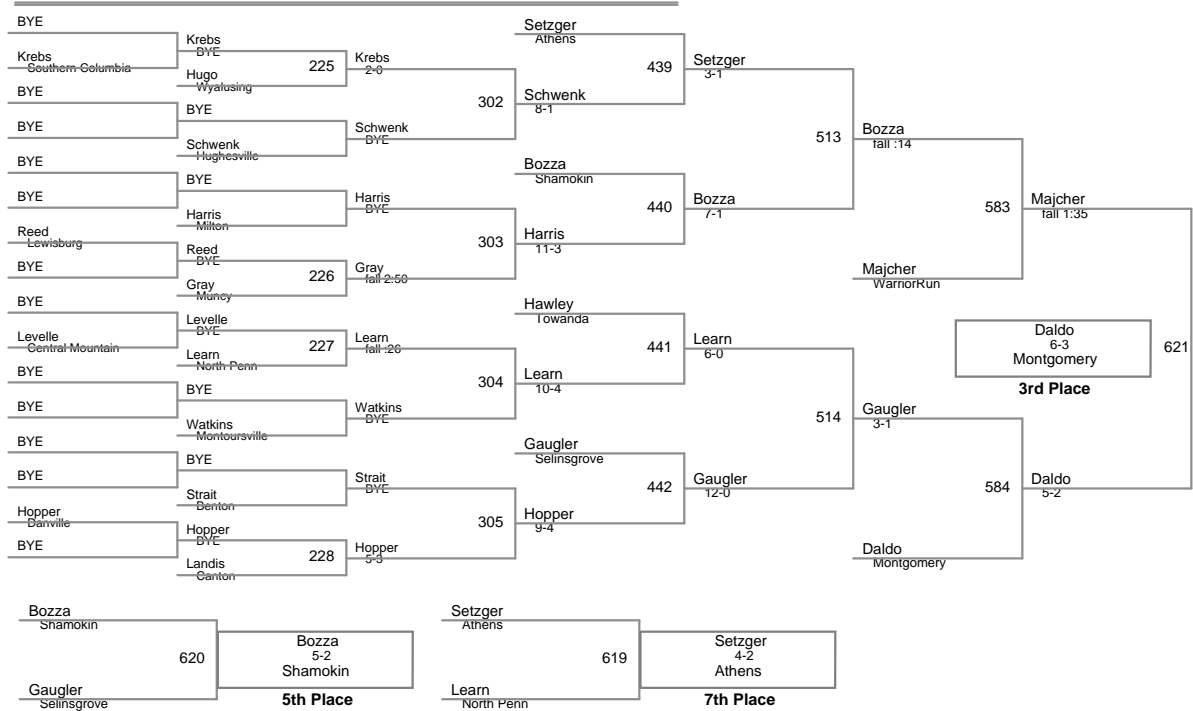 BYE
Krebs
Southern Columbia
BYE
BYE
BYE
BYE
Reed
Lewisburg
BYE
BYE
Levelle
Central Mountain
BYE
BYE
BYE
BYE
Hopper
Danville
BYE
Krebs
BYE
225
Hugo
Wyalusing
BYE
Schwenk
Hughesville
BYE
Harris
Milton
Reed
BYE
226
Gray
Muncy
Levelle
BYE
227
Learn
North Penn
BYE
Watkins
Montoursville
BYE
Strait
Benton
Hopper
BYE
228
Landis
Canton
Krebs
2-0
302
Schwenk
BYE
Harris
BYE
303
Gray
fall 2:50
Learn
fall :26
304
Watkins
BYE
Strait
BYE
305
Hopper
5-3
Setzger
Athens
439
Schwenk
8-1
Bozza
Shamokin
440
Harris
11-3
Hawley
Towanda
441
Learn
10-4
Gaugler
Selinsgrove
442
Hopper
9-4
Setzger
3-1
513
Bozza
7-1
Learn
6-0
514
Gaugler
12-0
Bozza
fall :14
583
Majcher
WarriorRun
Gaugler
3-1
584
Daldo
Montgomery
Majcher
fall 1:35
Daldo
6-3
Montgomery
621
3rd Place
Daldo
5-2
Bozza
Shamokin
620
Gaugler
Selinsgrove
Bozza
5-2
Shamokin
5th Place
Setzger
Athens
619
Learn
North Penn
Setzger
4-2
Athens
7th Place